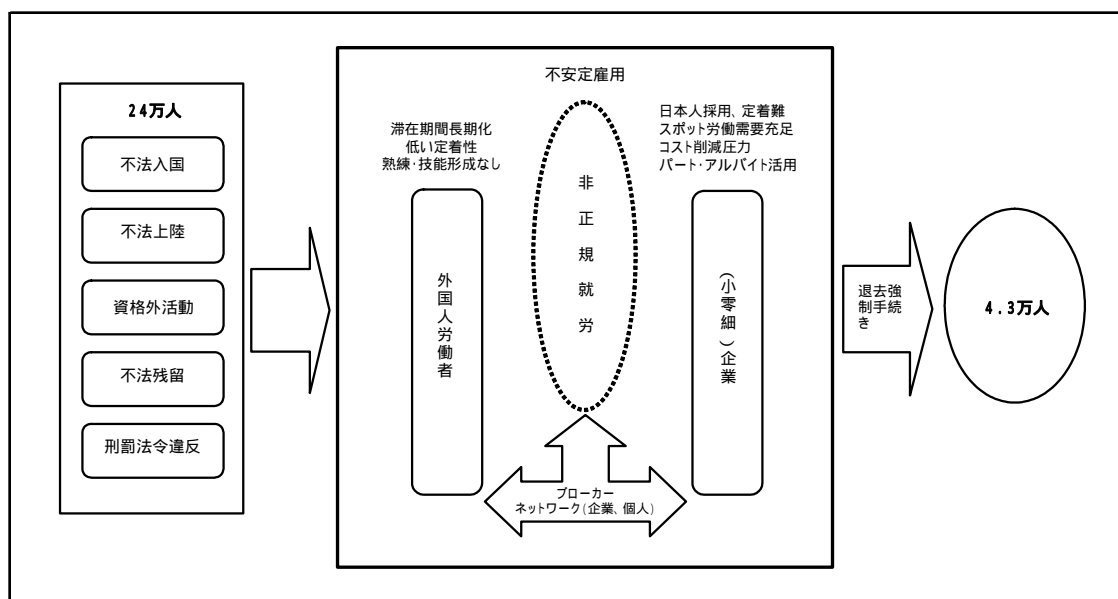 24万人
不法入国
不法上陸
資格外活動
不法残留
刑罰法令違反
不安定雇用
滞在期間長期化
低い定着性
熟練・技能形成なし
日本人採用、定着難
スポット労働需要充足
コスト削減圧力
パート・アルバイト活用
外国人労働者
非正規就労
(小零細)企業
ブローカー
ネットワーク(企業、個人)
退去強
制手続
き
4.3万人